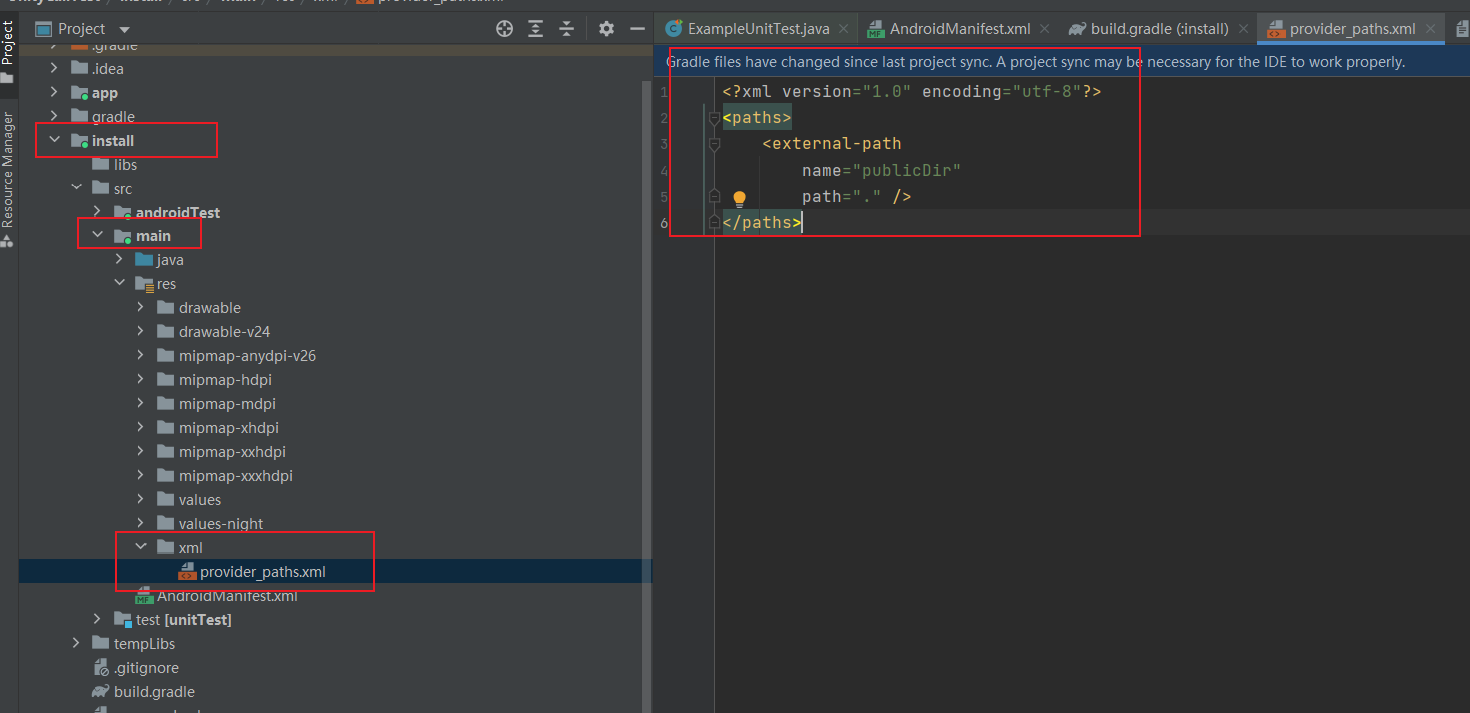 Project
ExampleUnitTest.java
AndroidManifest.xml
build.gradle (:install)
provider_paths.xml
Project
Resource Manager
.gradle
.idea
app
gradle
install
libs
src
androidTest
main
java
res
drawable
drawable-v24
mipmap-anydpi-v26
mipmap-hdpi
mipmap-mdpi
mipmap-xhdpi
mipmap-xxhdpi
mipmap-xxxhdpi
values
values-night
xml
provider_paths.xml
AndroidManifest.xml
test [unitTest]
tempLibs
.gitignore
build.gradle
Gradle files have changed since last project sync. A project sync may be necessary for the IDE to work properly.
1 <?xml version="1.0" encoding="utf-8"?>
2 <paths>
3 <external-path
4 name="publicDir"
5 path="." />
6 </paths>